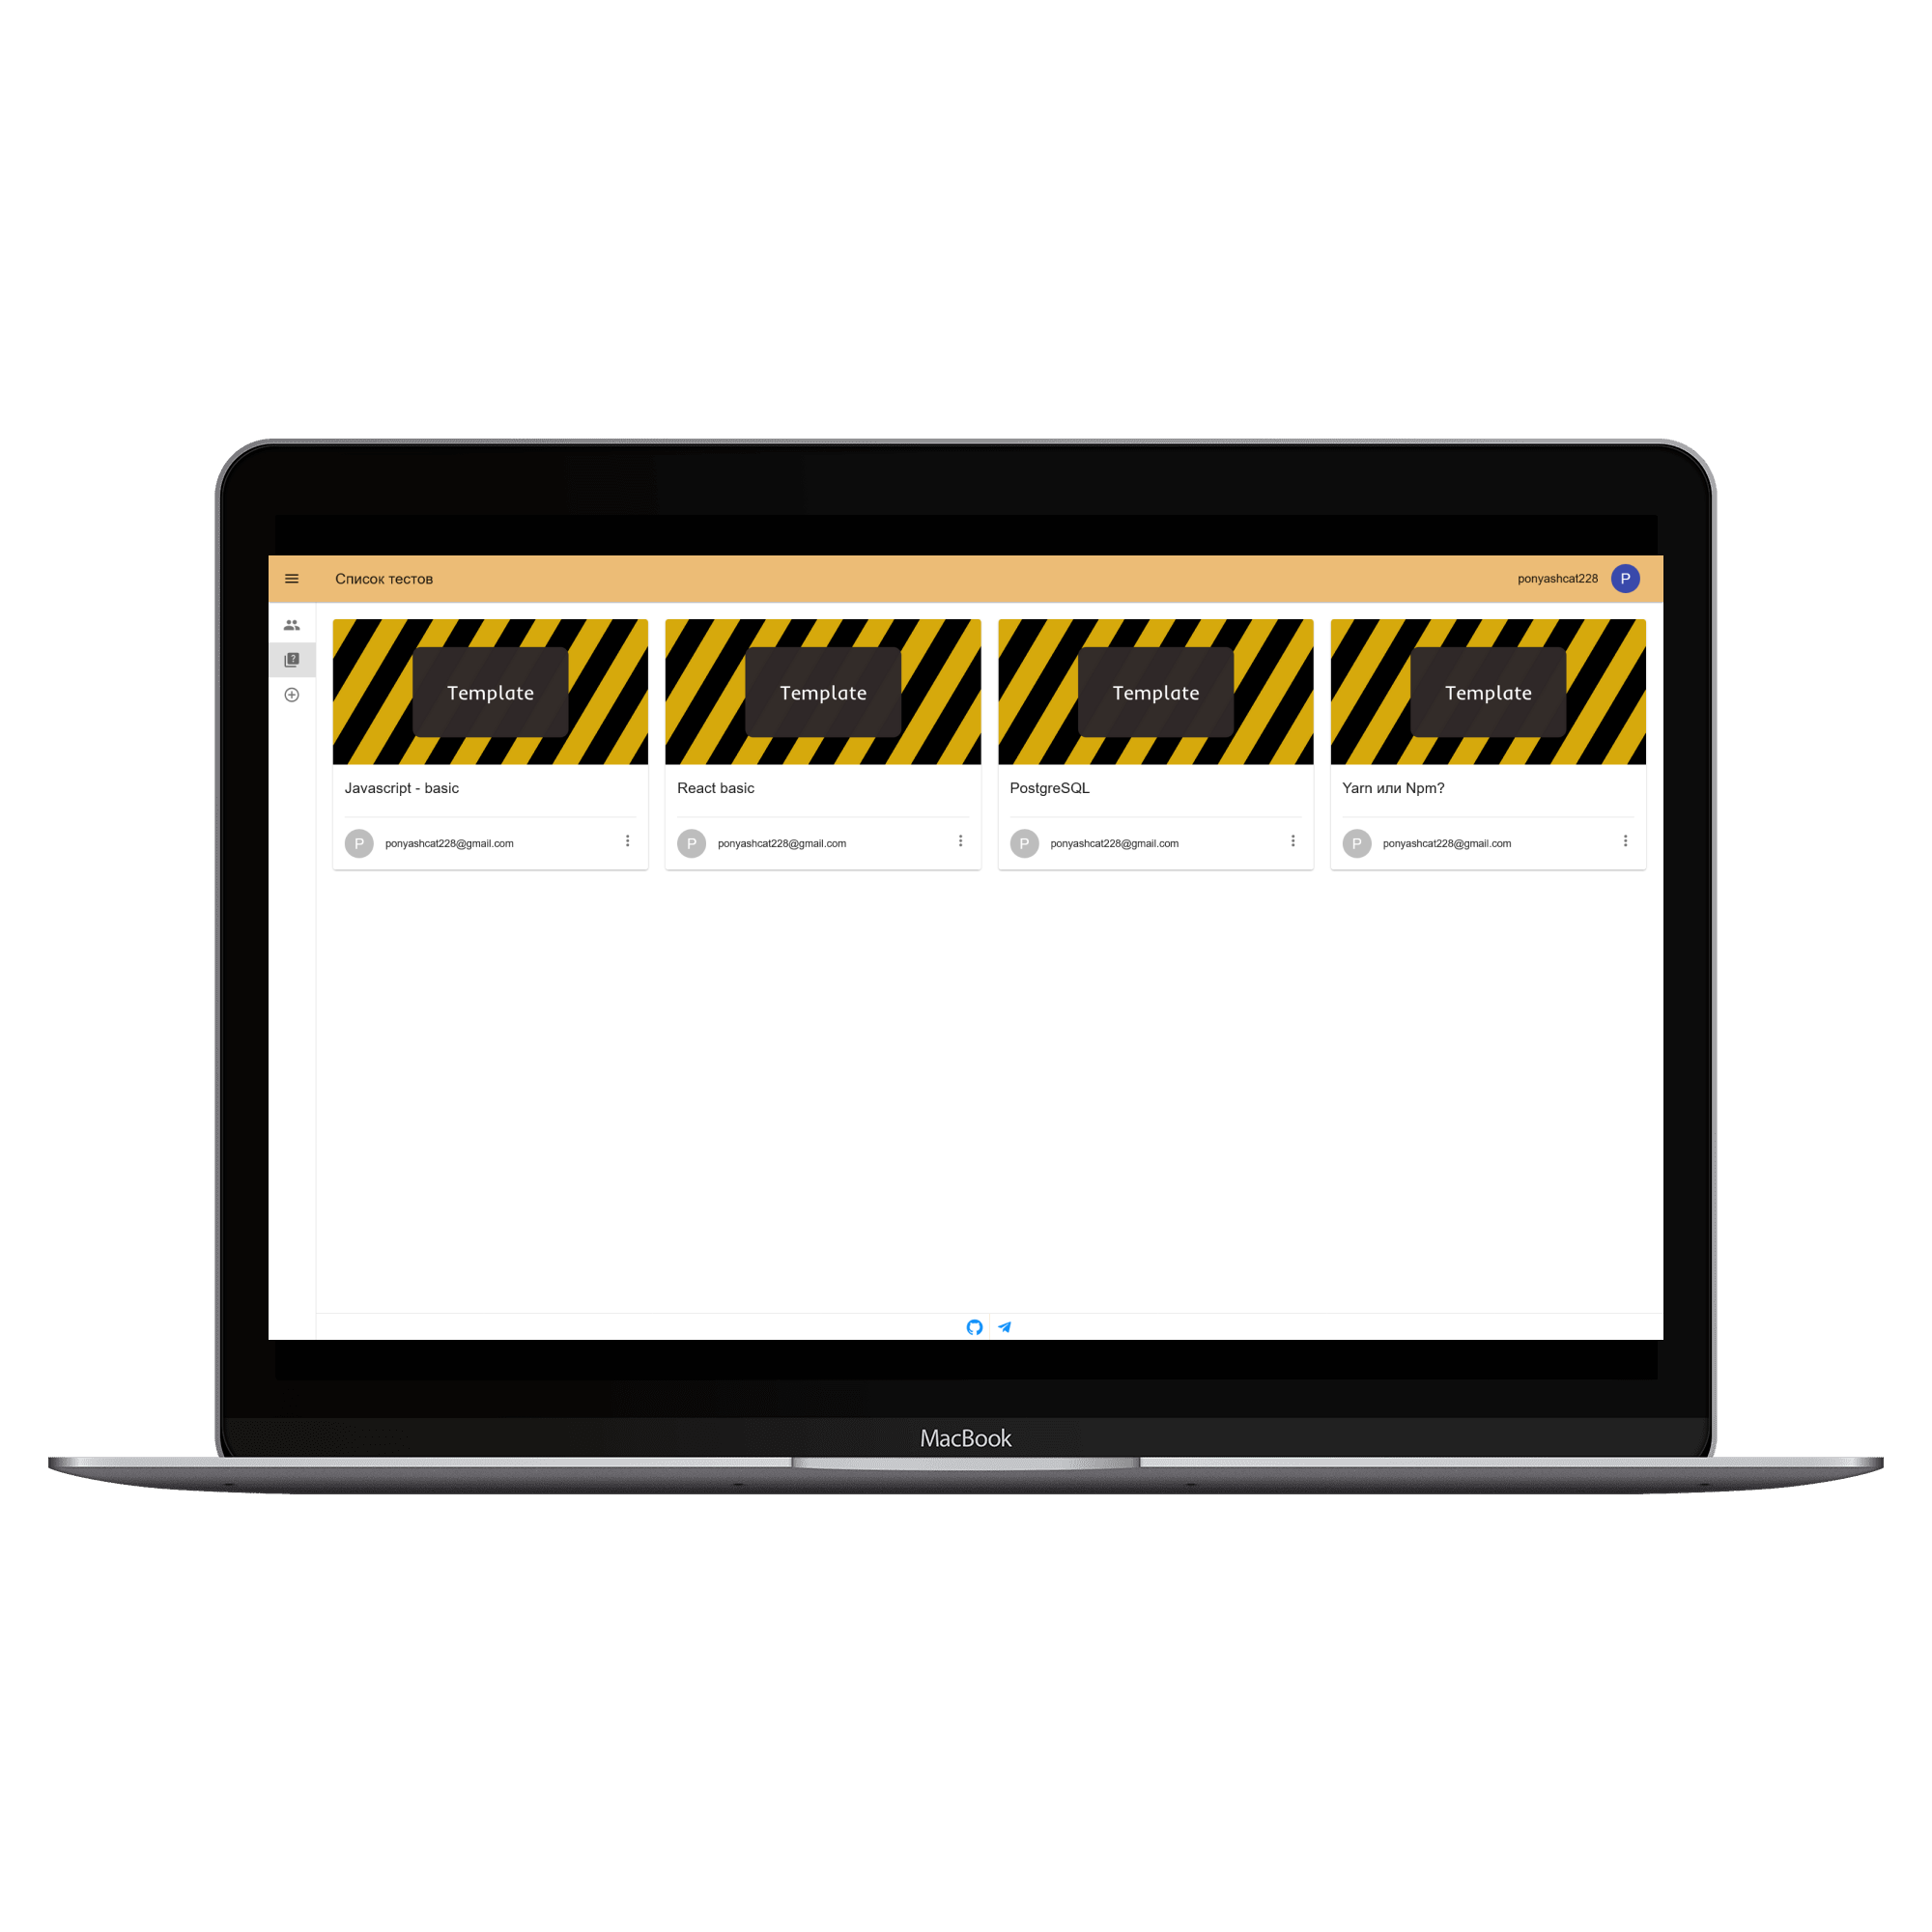 Список тестов
ponyashcat228
P
Template
Template
Template
Template
Javascript - basic
React basic
PostgreSQL
Yarn или Npm?
P ponyashcat228@gmail.com
P ponyashcat228@gmail.com
P ponyashcat228@gmail.com
P ponyashcat228@gmail.com
MacBook